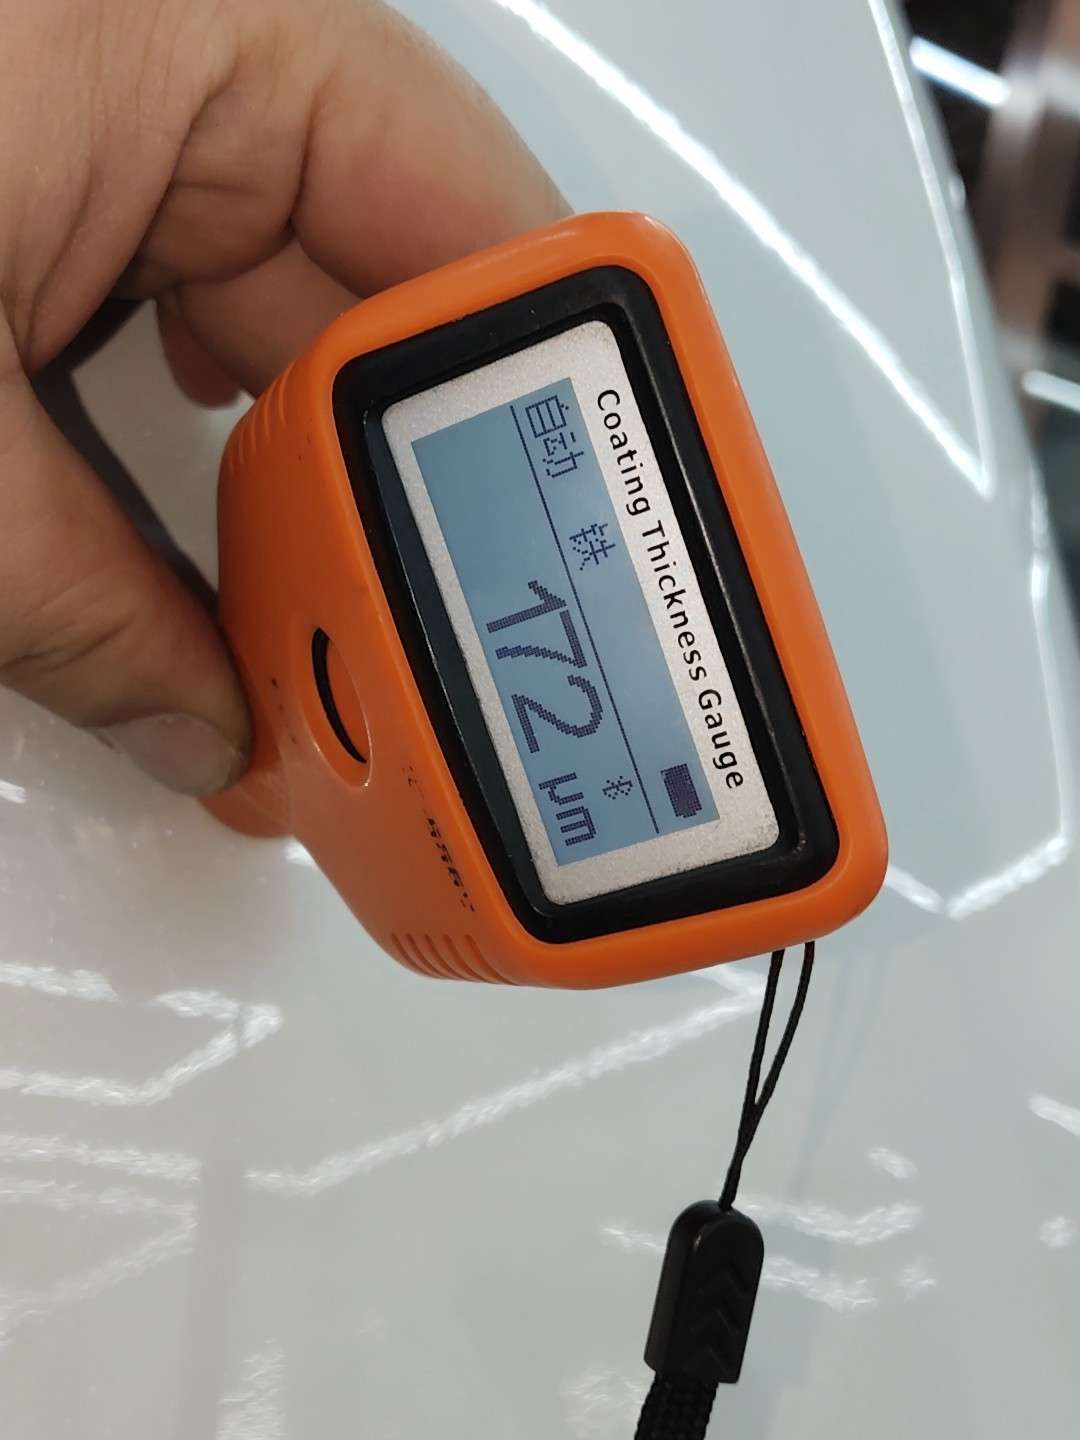 Coating Thickness Gauge
自动 铁
172 μm